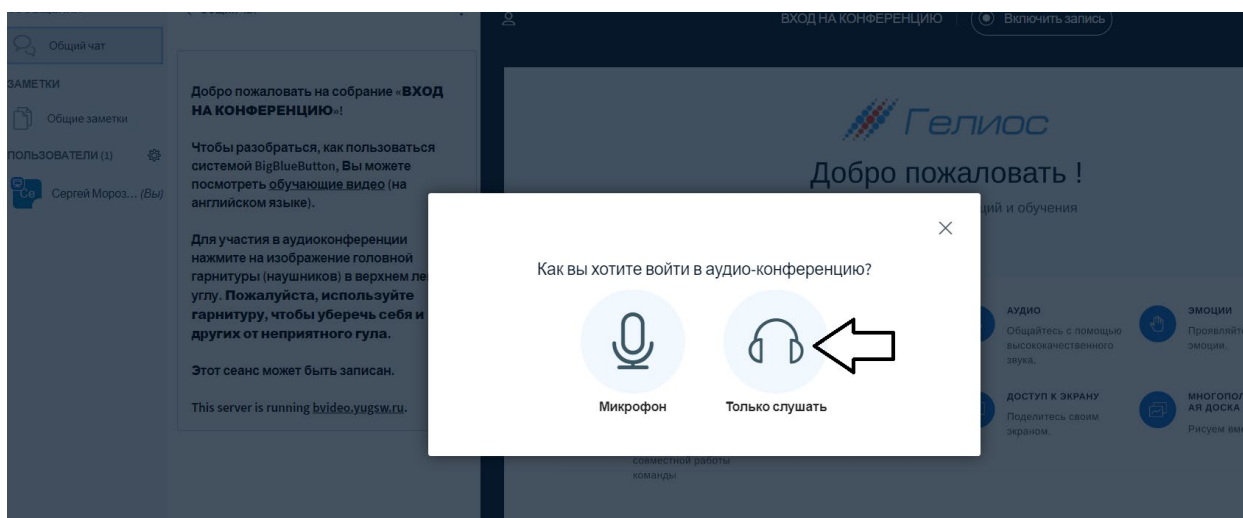 ВХОД НА КОНФЕРЕНЦИЮ
Включить запись
Общий чат
ЗАМЕТКИ
Общие заметки
ПОЛЬЗОВАТЕЛИ (1)
Се
Сергей Мороз... (Вы)
Добро пожаловать на собрание «ВХОД
НА КОНФЕРЕНЦИЮ»!
Чтобы разобраться, как пользоваться
системой BigBlueButton, Вы можете
посмотреть обучающие видео (на
английском языке).
Для участия в аудиоконференции
нажмите на изображение головной
гарнитуры (наушников) в верхнем ле
углу. Пожалуйста, используйте
гарнитуру, чтобы уберечь себя и
других от неприятного гула.
Этот сеанс может быть записан.
This server is running bvideo.yugsw.ru.
Гелиос
Добро пожаловать !
ций и обучения
Как вы хотите войти в аудио-конференцию?
Микрофон
Только слушать
АУДИО
Общайтесь с помощью
высококачественного
звука.
ЭМОЦИИ
Проявляйт
эмоции.
ДОСТУП К ЭКРАНУ
Поделитесь своим
экраном.
МНОГОПОЛ
АЯ ДОСКА
Рисуем вм
совместной работы
команды